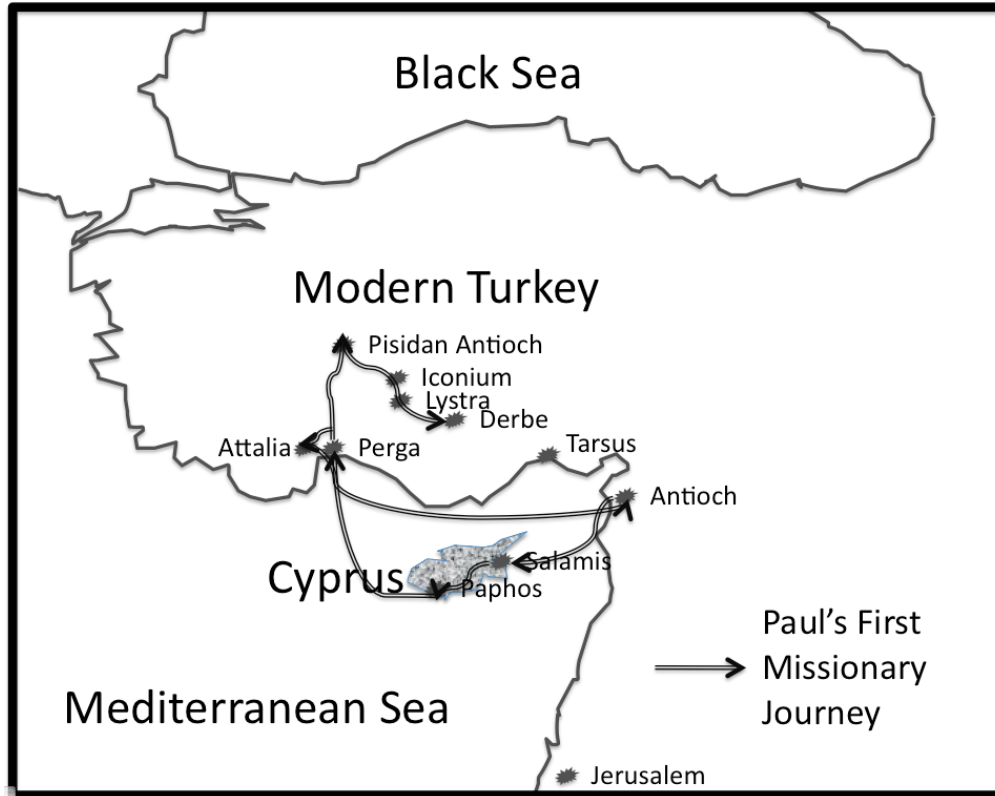 Black Sea
Modern Turkey
Pisidan Antioch
Iconium
Lystra
Derbe
Attalia
Perga
Tarsus
Antioch
Salamis
Cyprus
Paphos
Paul's First
Missionary
Journey
Mediterranean Sea
Jerusalem